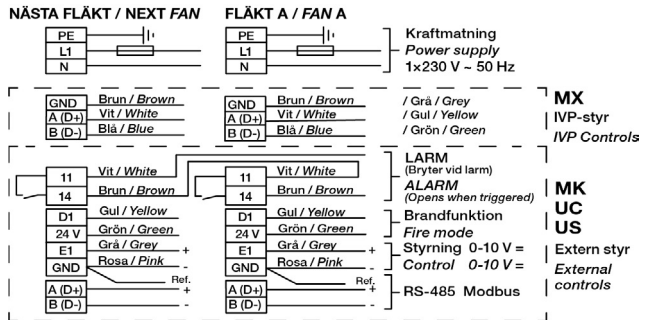 NÄSTA FLÄKT / NEXT FAN
PE
L1
N
FLÄKT A / FAN A
PE
L1
N
Kraftmatning
Power supply
1×230 V ~ 50 Hz
GND
A (D+)
B (D-)
Brun / Brown
Vit / White
Blå / Blue
GND
A (D+)
B (D-)
Brun / Brown
Vit / White
Blå / Blue
/ Grå / Grey
/ Gul / Yellow
/ Grön / Green
MX
IVP-styr
IVP Controls
11
14
Vit / White
Brun / Brown
11
14
Vit / White
Brun / Brown
LARM
(Bryter vid larm)
ALARM
(Opens when triggered)
D1
24 V
Gul / Yellow
Grön / Green
D1
24 V
Gul / Yellow
Grön / Green
Brandfunktion
Fire mode
E1
GND
Grå / Grey +
Rosa / Pink -
E1
GND
Grå / Grey +
Rosa / Pink -
Styrning 0-10 V =
Control 0-10 V =
Ref.
A (D+) +
B (D-) -
Ref.
A (D+) +
B (D-) -
RS-485 Modbus
MK
UC
US
Extern styr
External
controls